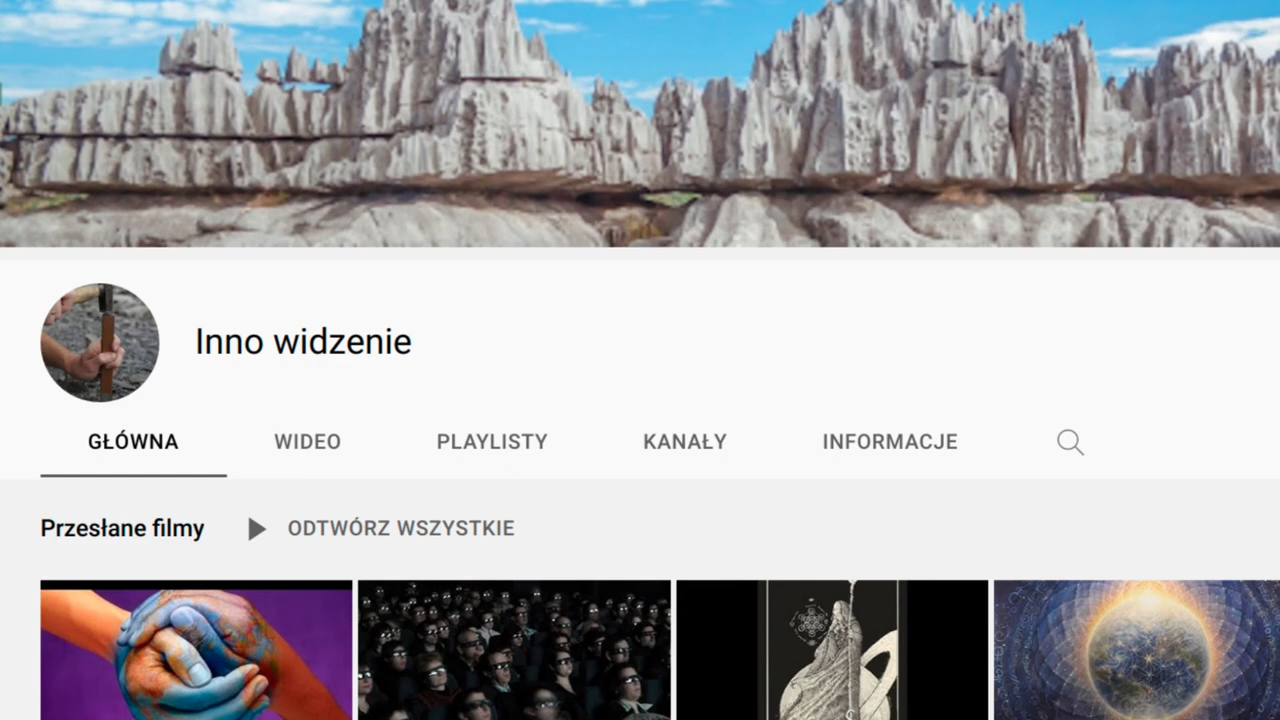 Inno widzenie
GŁÓWNA WIDEO PLAYLISTY KANAŁY INFORMACJE
Przesłane filmy ODTWÓRZ WSZYSTKIE